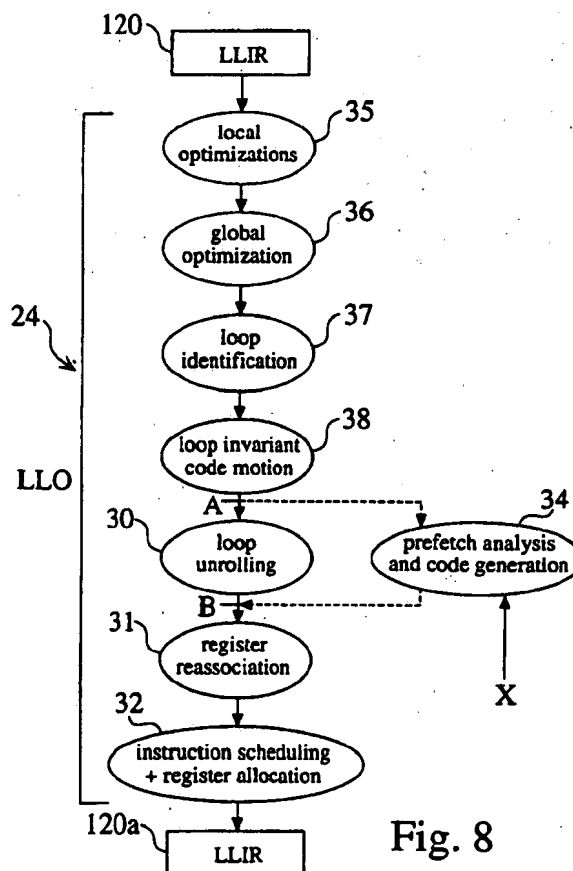 120
LLIR
35
local
optimizations
36
global
optimization
24
37
loop
identification
38
loop invariant
code motion
LLO
A
34
30
loop
unrolling
prefetch analysis
and code generation
B
31
register
reassociation
X
32
instruction scheduling
+ register allocation
120a
LLIR
Fig. 8